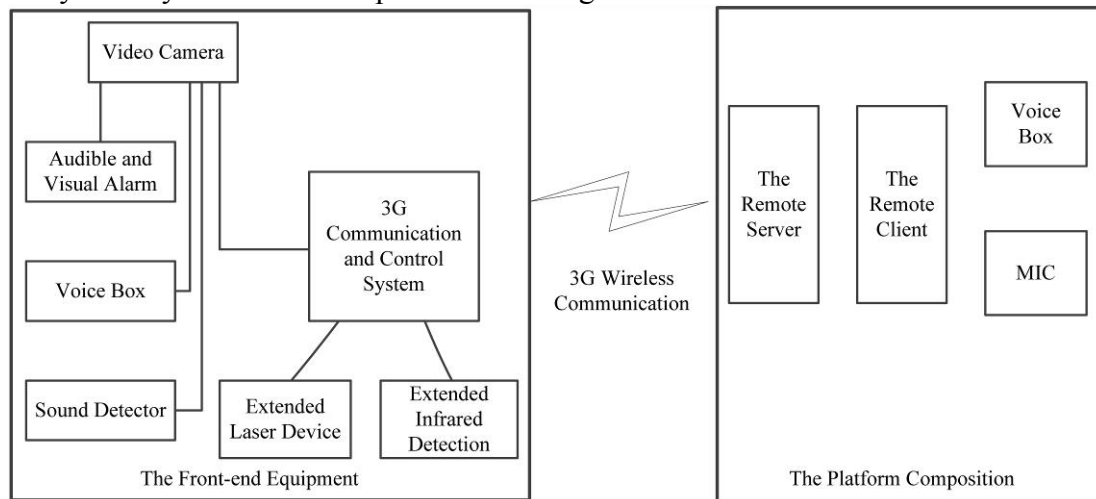 Video Camera
Audible and
Visual Alarm
Voice Box
Sound Detector
3G
Communication
and Control
System
Extended
Laser Device
Extended
Infrared
Detection
The Front-end Equipment
3G Wireless
Communication
The
Remote
Server
The
Remote
Client
Voice
Box
MIC
The Platform Composition